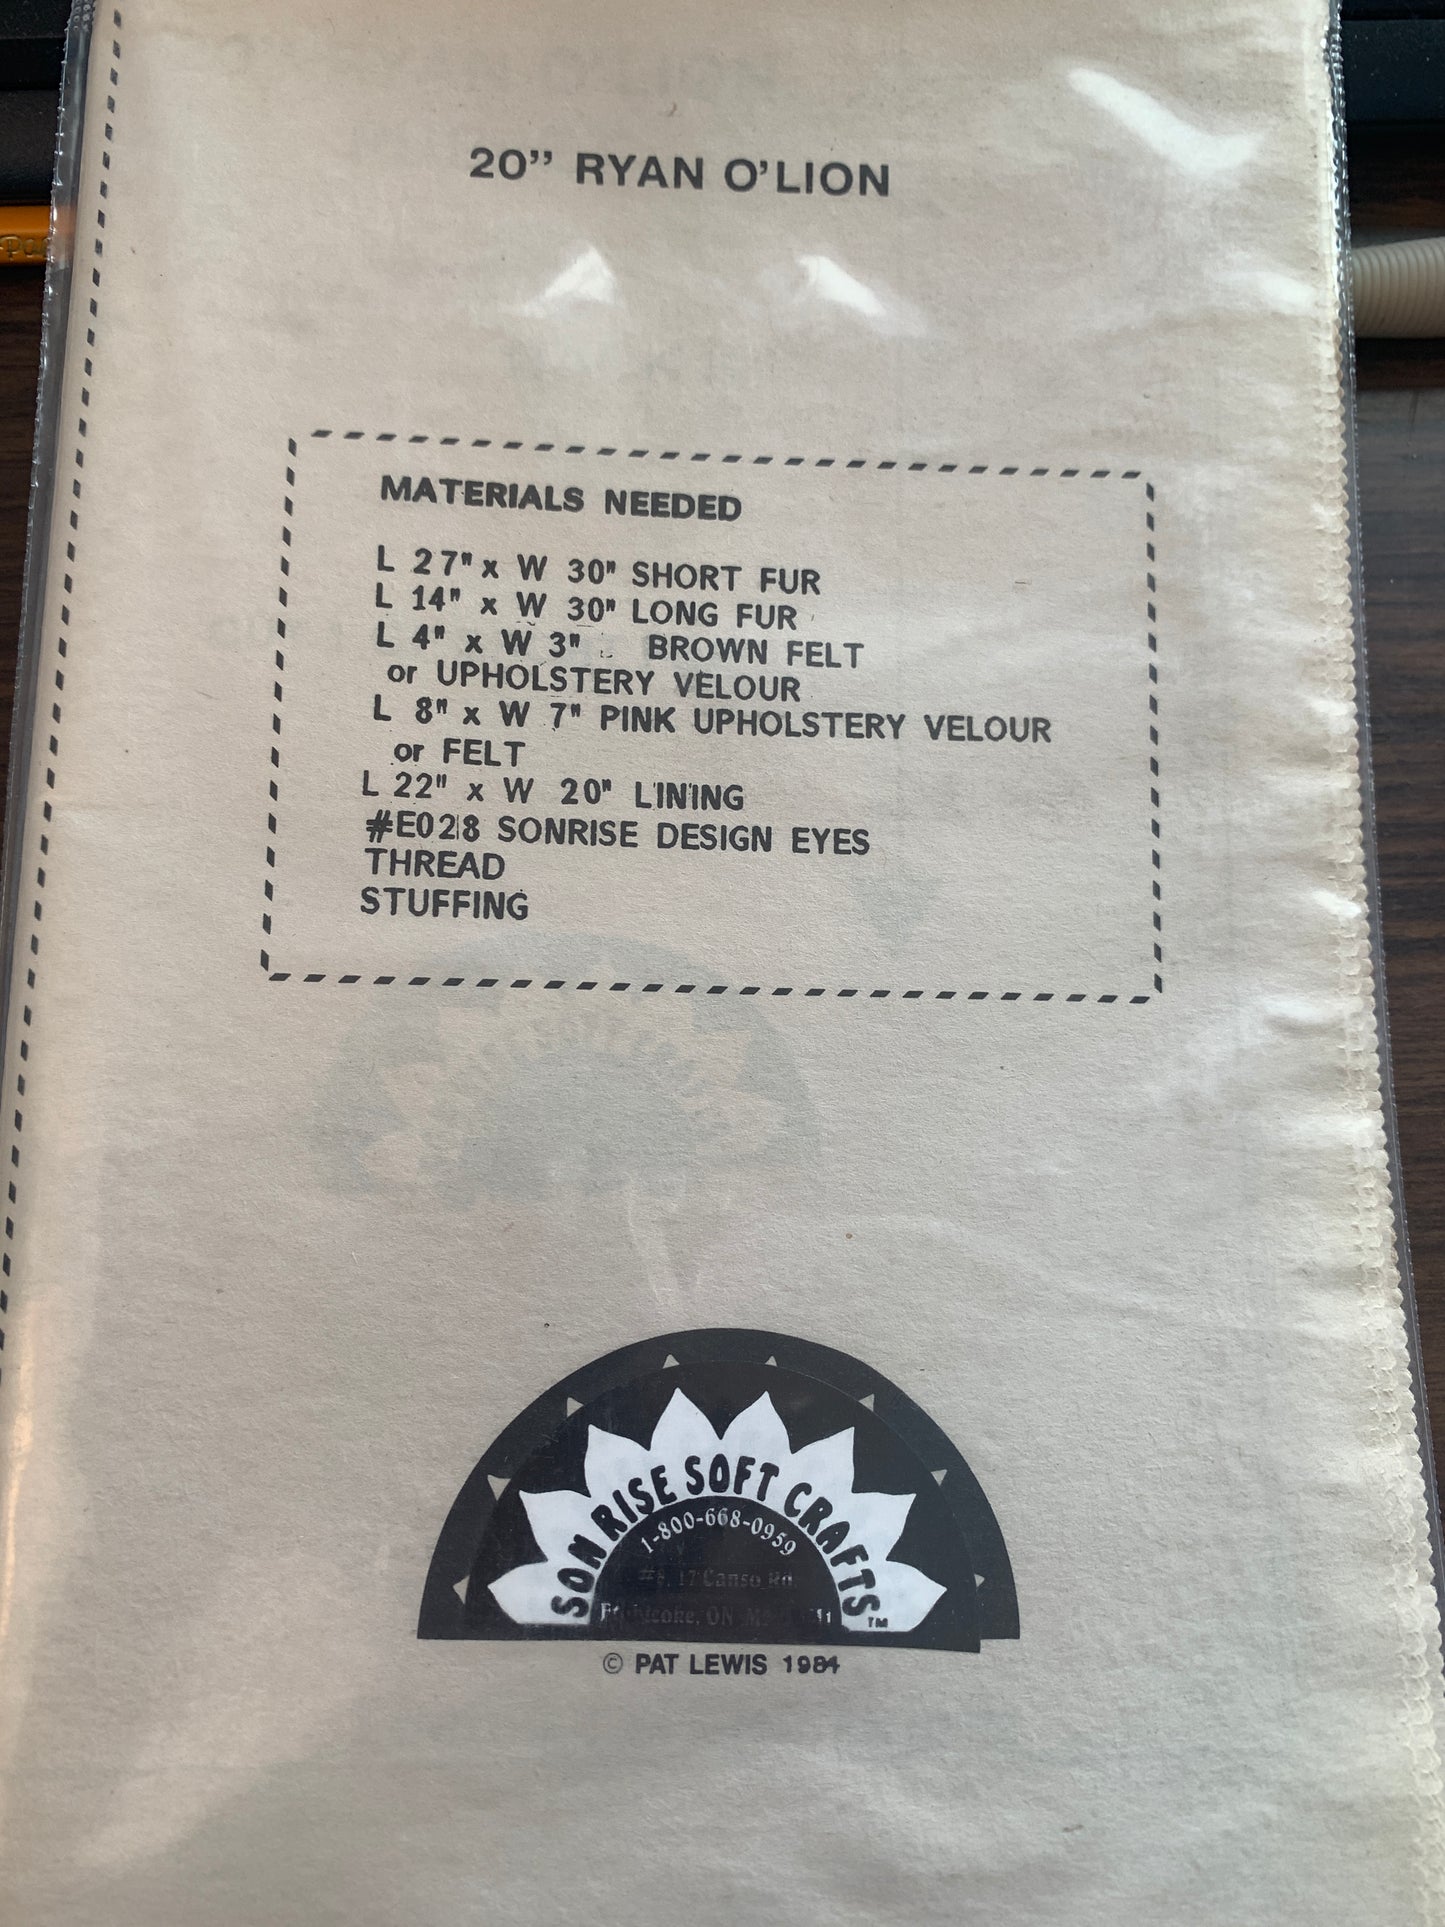 20” RYAN O’LION
MATERIALS NEEDED
L 27" x W 30" SHORT FUR
L 14" x W 30" LONG FUR
L 4" x W 3" BROWN FELT
or UPHOLSTERY VELOUR
L 8" x W 7" PINK UPHOLSTERY VELOUR
or FELT
L 22" x W 20" LINING
#E028 SONRISE DESIGN EYES
THREAD
STUFFING
SON RISE SOFT CRAFTS™
1-800-668-0959
17 Canso Rd.
ON
© PAT LEWIS 1984